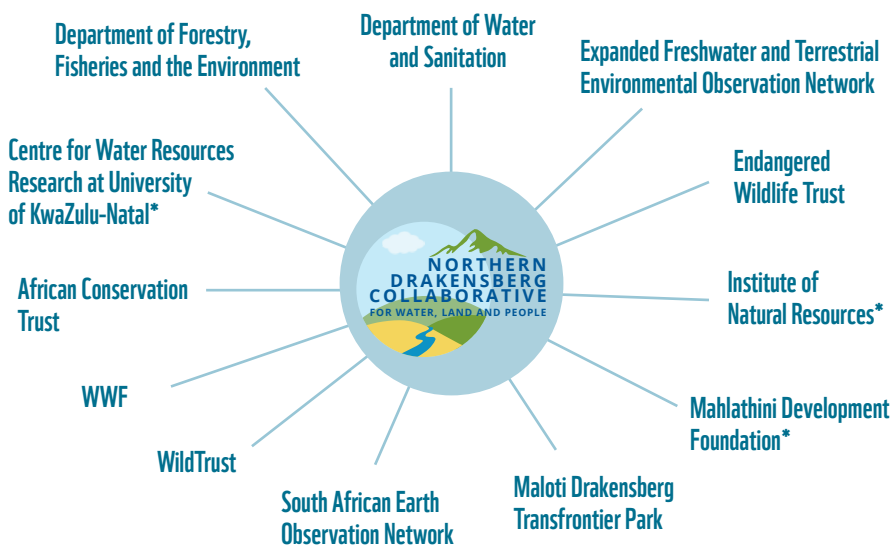 Department of Forestry,
Fisheries and the Environment
Department of Water
and Sanitation
Expanded Freshwater and Terrestrial
Environmental Observation Network
Centre for Water Resources
Research at University
of KwaZulu-Natal*
Endangered
Wildlife Trust
NORTHERN
DRAKENSBERG
COLLABORATIVE
FOR WATER, LAND AND PEOPLE
African Conservation
Trust
Institute of
Natural Resources*
WWF
Mahlathini Development
Foundation*
WildTrust
South African Earth
Observation Network
Maloti Drakensberg
Transfrontier Park